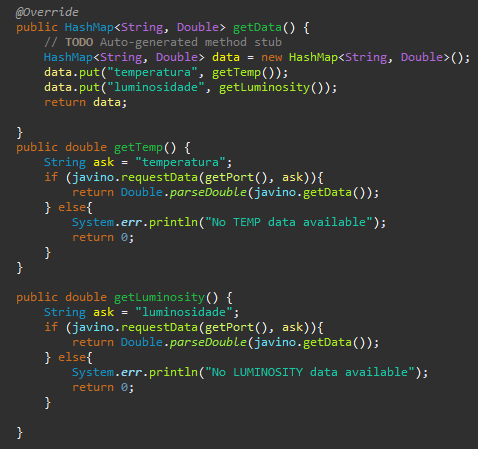 @Override
public HashMap<String, Double> getData() {
    // TODO Auto-generated method stub
    HashMap<String, Double> data = new HashMap<String, Double>();
    data.put("temperatura", getTemp());
    data.put("luminosidade", getLuminosity());
    return data;

}
public double getTemp() {
    String ask = "temperatura";
    if (javino.requestData(getPort(), ask)){
        return Double.parseDouble(javino.getData());
    } else{
        System.err.println("No TEMP data available");
        return 0;
    }
}

public double getLuminosity() {
    String ask = "luminosidade";
    if (javino.requestData(getPort(), ask)){
        return Double.parseDouble(javino.getData());
    } else{
        System.err.println("No LUMINOSITY data available");
        return 0;
    }

}